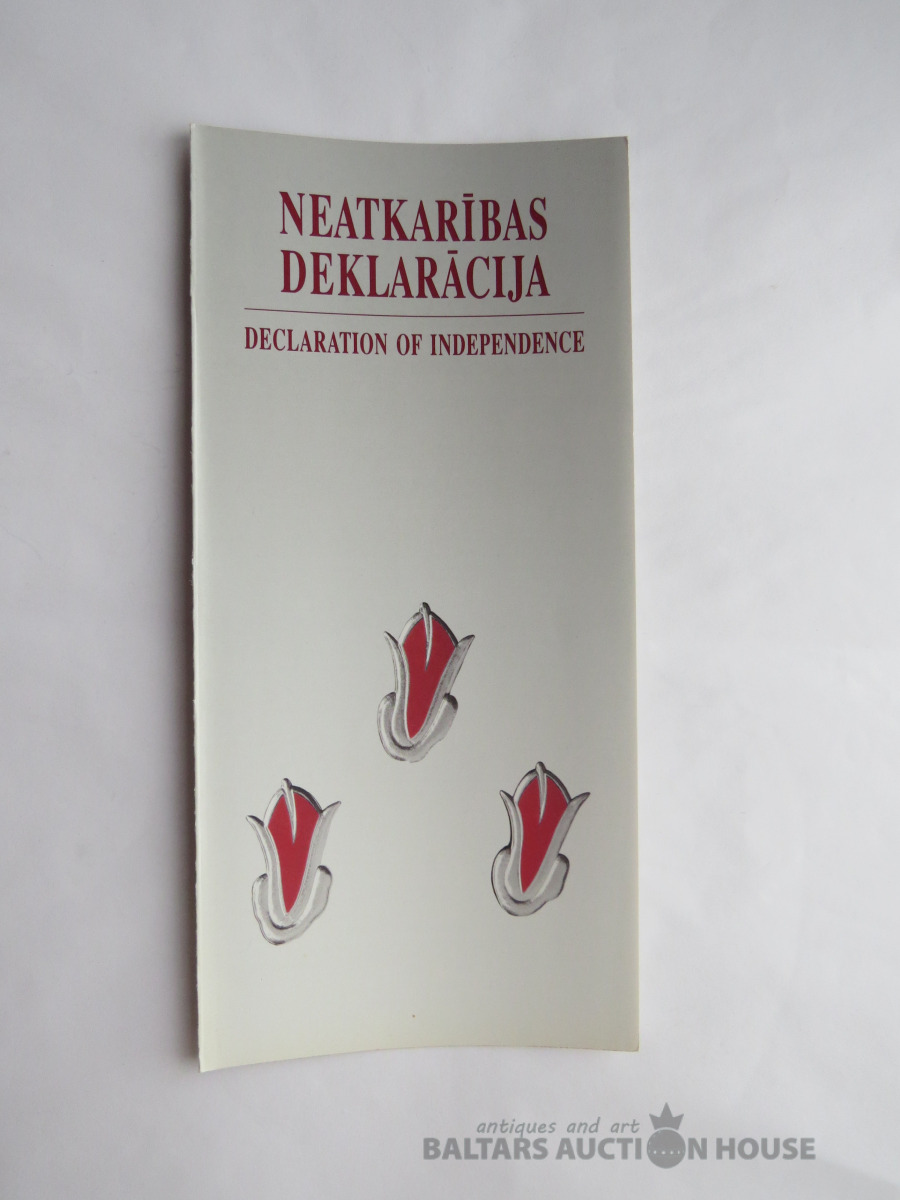 NEATKARĪBAS
DEKLARĀCIJA
DECLARATION OF INDEPENDENCE
antiques and art
BALTARS AUCTION HOUSE